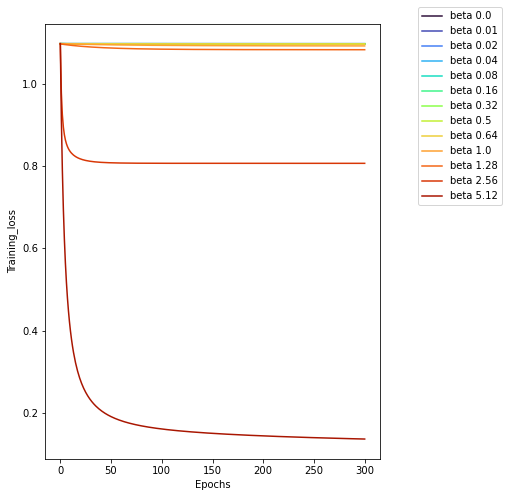 beta 0.0
beta 0.01
beta 0.02
beta 0.04
beta 0.08
beta 0.16
beta 0.32
beta 0.5
beta 0.64
beta 1.0
beta 1.28
beta 2.56
beta 5.12
Training_loss
1.0
0.8
0.6
0.4
0.2
0 50 100 150 200 250 300
Epochs